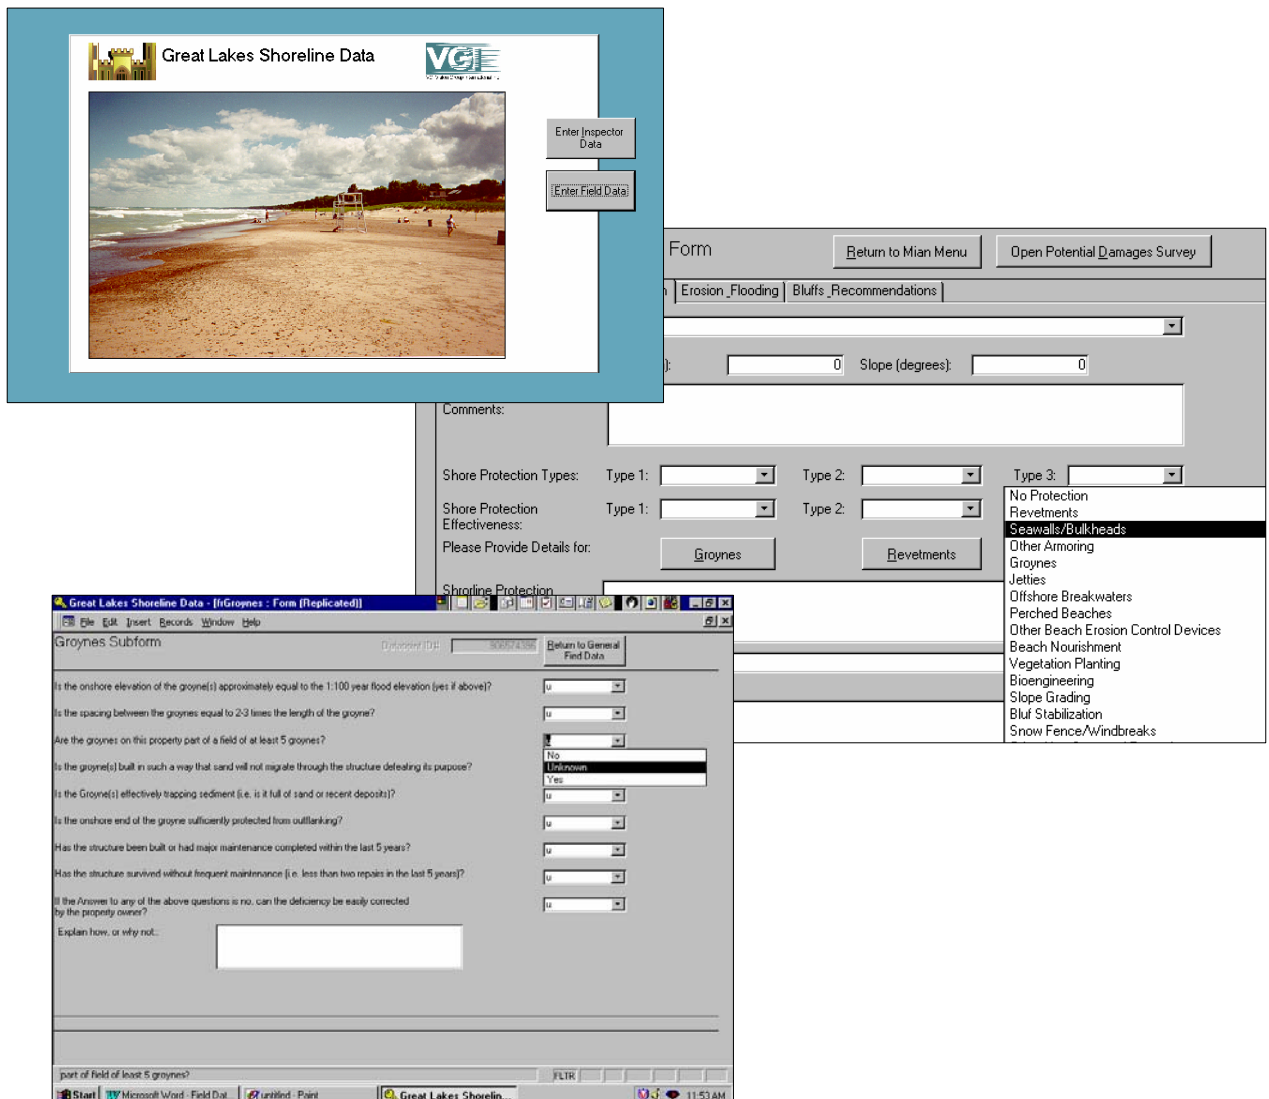 Great Lakes Shoreline Data
VGI
Enter Inspector
Data
Enter Field Data
Form
Return to Mian Menu
Open Potential Damages Survey
Erosion _Flooding
Bluffs _Recommendations
):
0
Slope (degrees):
0
Comments:
Shore Protection Types:
Type 1:
Type 2:
Type 3:
No Protection
Revetments
Seawalls/Bulkheads
Other Armoring
Groynes
Jetties
Offshore Breakwaters
Perched Beaches
Other Beach Erosion Control Devices
Beach Nourishment
Vegetation Planting
Bioengineering
Slope Grading
Bluf Stabilization
Snow Fence/Windbreaks
Shore Protection
Effectiveness:
Type 1:
Type 2:
Please Provide Details for:
Groynes
Revetments
Shrorline Protection
Great Lakes Shoreline Data - [frGroynes : Form (Replicated)]
File Edit Insert Records Window Help
Groynes Subform
Datasheet ID#:
Return to General
Find Data
Is the onshore elevation of the groyne(s) approximately equal to the 1:100 year flood elevation (yes if above)?
u
Is the spacing between the groynes equal to 2-3 times the length of the groyne?
u
Are the groynes on this property part of a field of at least 5 groynes?
No
Unknown
Yes
Is the groyne(s) built in such a way that sand will not migrate through the structure defeating its purpose?
Is the Groyne(s) effectively trapping sediment (i.e. is it full of sand or recent deposits)?
u
Is the onshore end of the groyne sufficiently protected from outflanking?
u
Has the structure been built or had major maintenance completed within the last 5 years?
u
Has the structure survived without frequent maintenance (i.e. less than two repairs in the last 5 years)?
u
If the Answer to any of the above questions is no, can the deficiency be easily corrected
by the property owner?
u
Explain how, or why not..
part of field of least 5 groynes?
FLTR
Start
Microsoft Word - Field Dat...
untitled - Paint
Great Lakes Shorelin...
11:53 AM